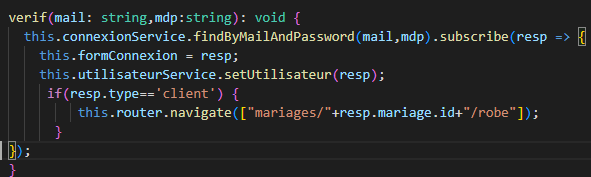 verif(mail: string,mdp:string): void {
this.connexionService.findByMailAndPassword(mail,mdp).subscribe(resp => {
this.formConnexion = resp;
this.utilisateurService.setUtilisateur(resp);
if(resp.type=='client') {
this.router.navigate(["mariages/"+resp.mariage.id+"/robe"]);
}
});
}